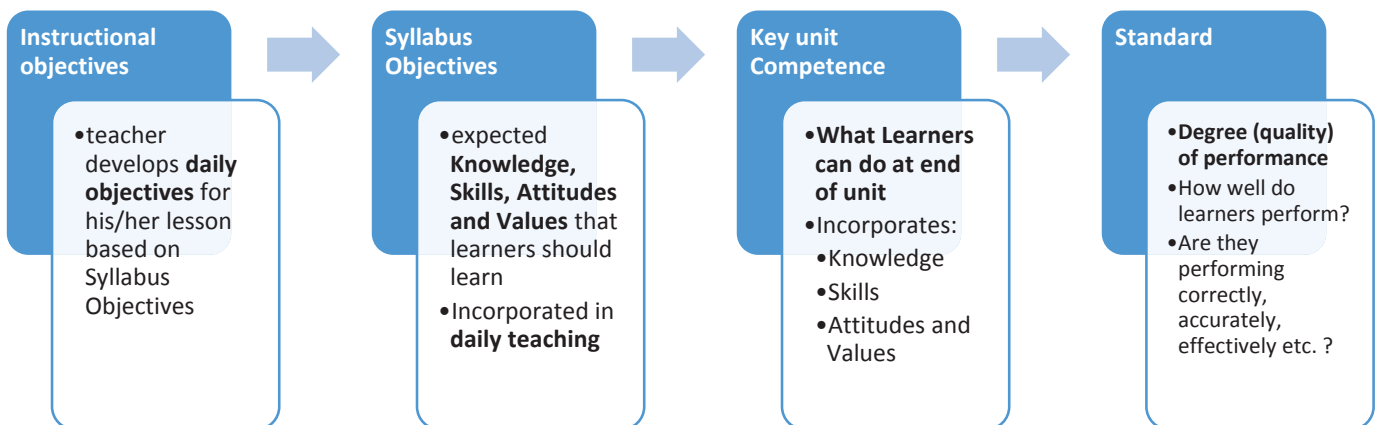 Instructional
objectives
•teacher
develops daily
objectives for
his/her lesson
based on
Syllabus
Objectives
Syllabus
Objectives
•expected
Knowledge,
Skills, Attitudes
and Values that
learners should
learn
•Incorporated in
daily teaching
Key unit
Competence
•What Learners
can do at end
of unit
•Incorporates:
•Knowledge
•Skills
•Attitudes and
Values
Standard
•Degree (quality)
of performance
•How well do
learners perform?
•Are they
performing
correctly,
accurately,
effectively etc. ?